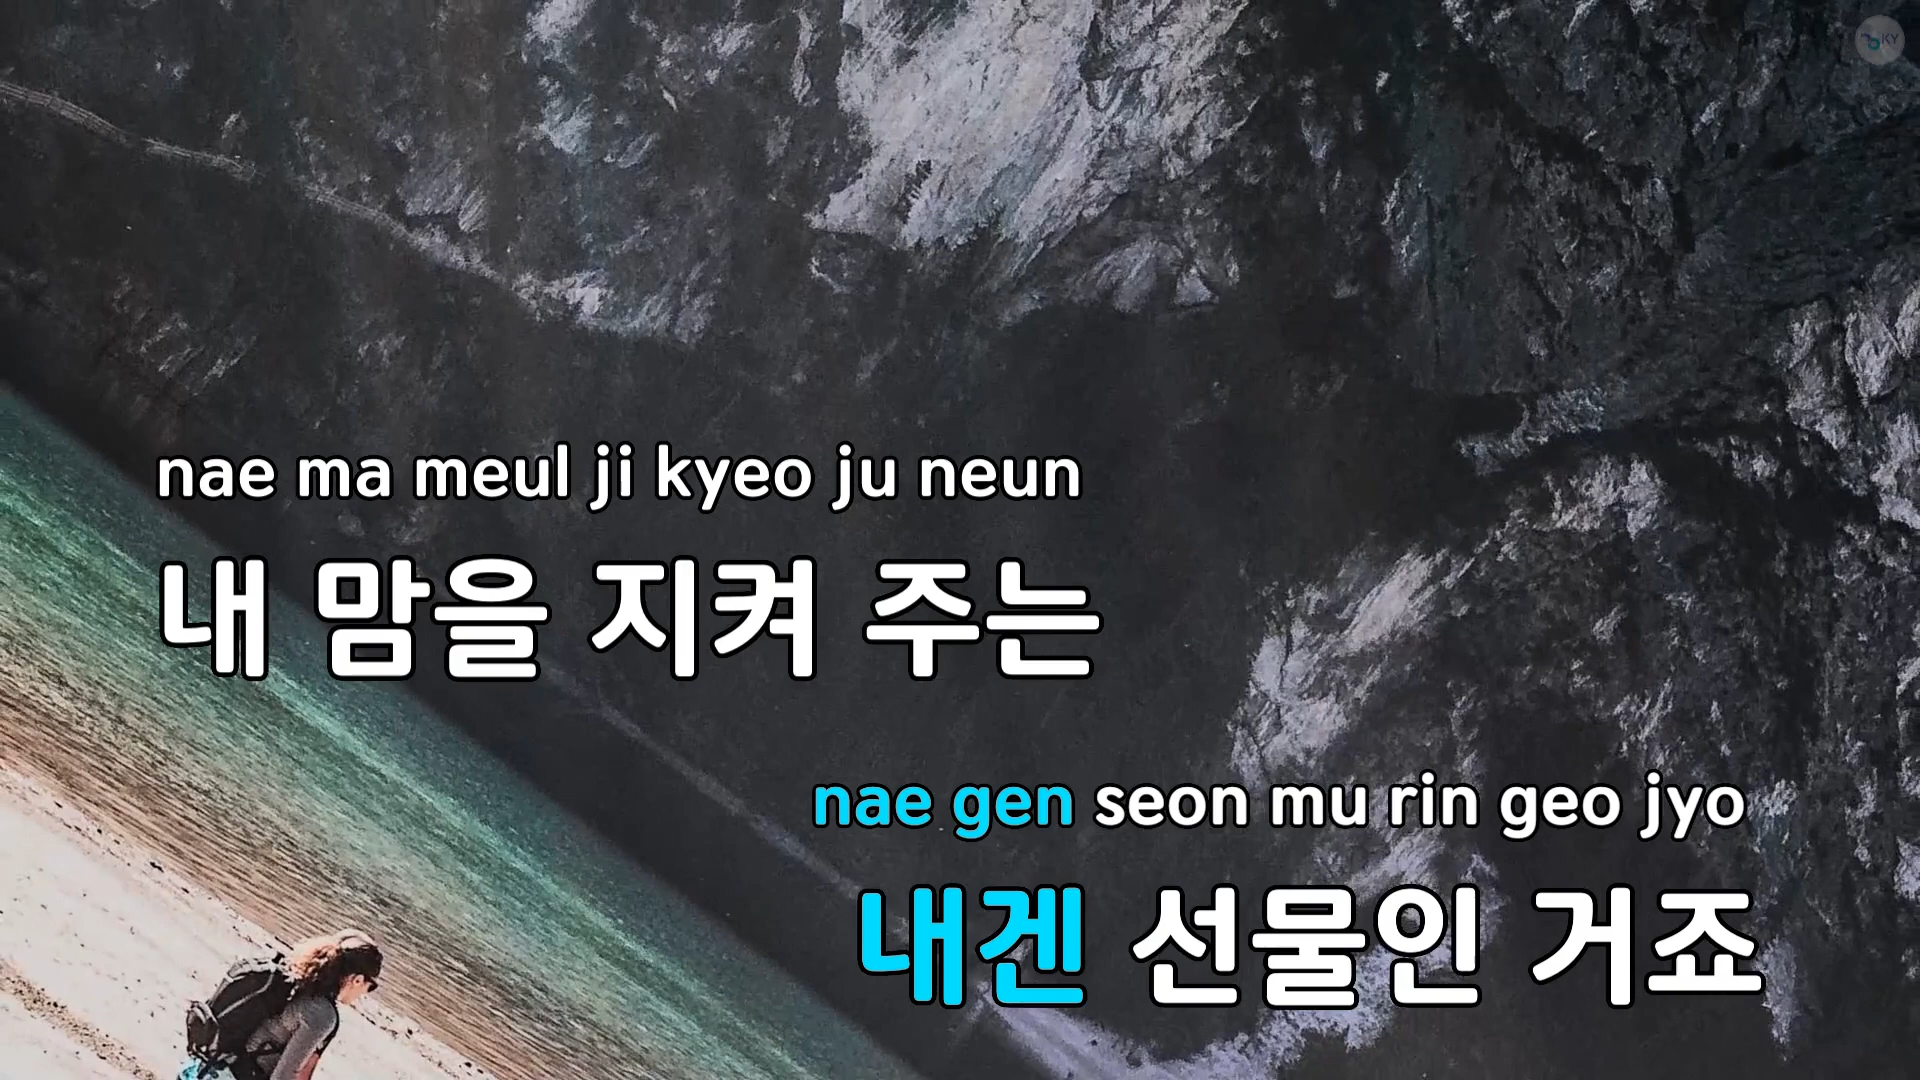 KY
nae ma meul ji kyeo ju neun
내 맘을 지켜 주는
nae gen seon mu rin geo jyo
내겐 선물인 거죠